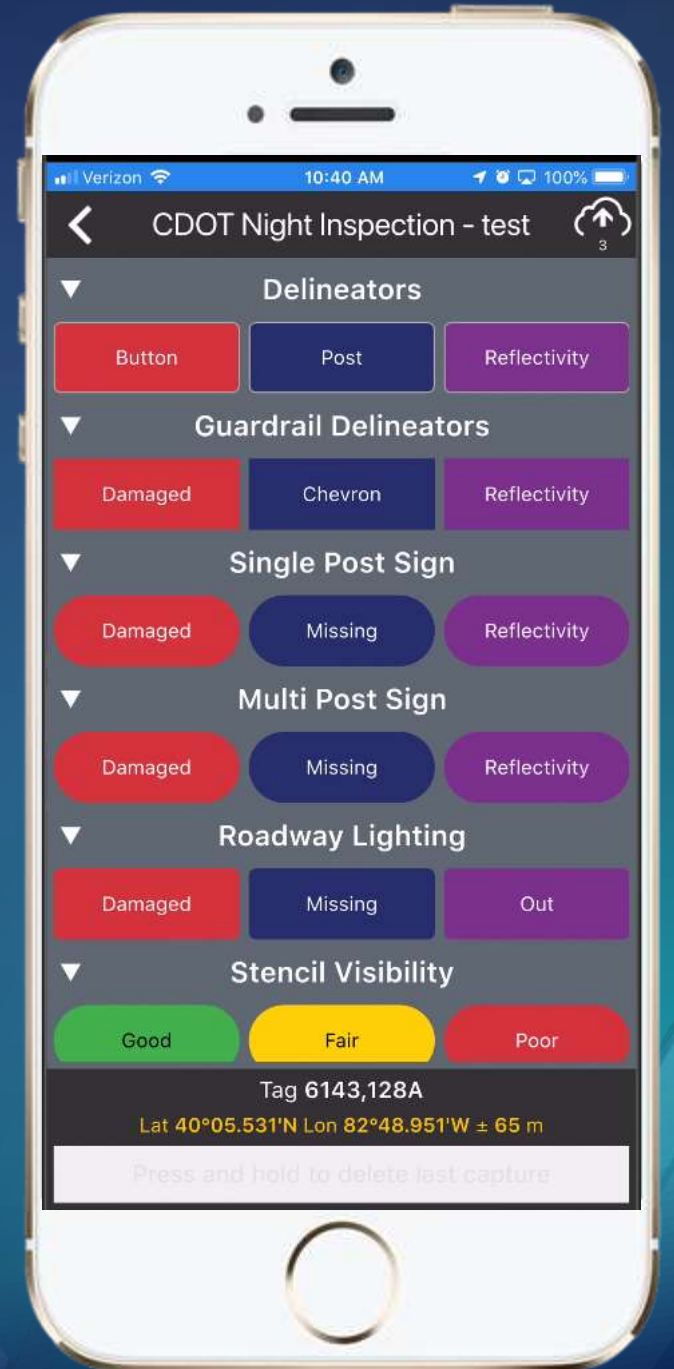 Verizon 10:40 AM 100%
CDOT Night Inspection - test
3
Delineators
Button Post Reflectivity
Guardrail Delineators
Damaged Chevron Reflectivity
Single Post Sign
Damaged Missing Reflectivity
Multi Post Sign
Damaged Missing Reflectivity
Roadway Lighting
Damaged Missing Out
Stencil Visibility
Good Fair Poor
Tag 6143,128A
Lat 40°05.531'N Lon 82°48.951'W ± 65 m
Press and hold to delete last capture